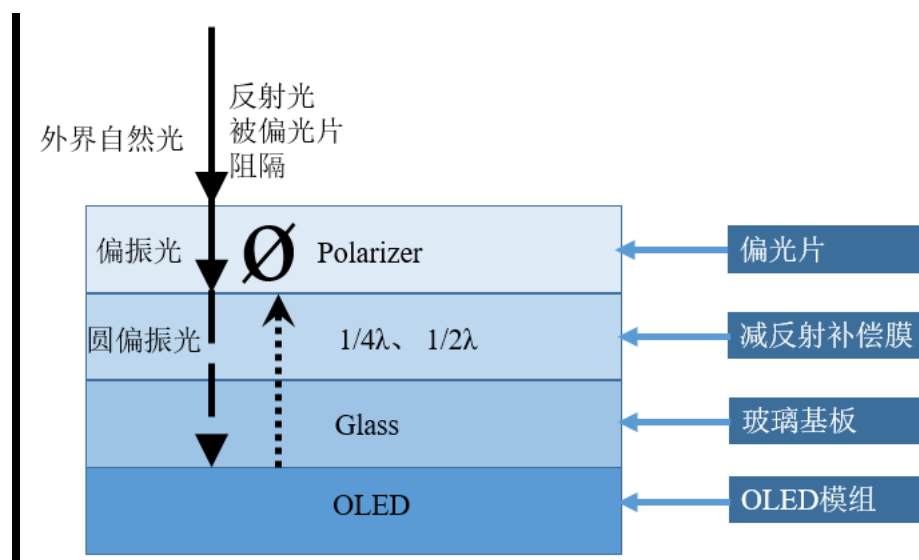 外界自然光
反射光
被偏光片
阻隔
偏振光
Ø
Polarizer
偏光片
圆偏振光
1/4λ、 1/2λ
减反射补偿膜
Glass
玻璃基板
OLED
OLED模组